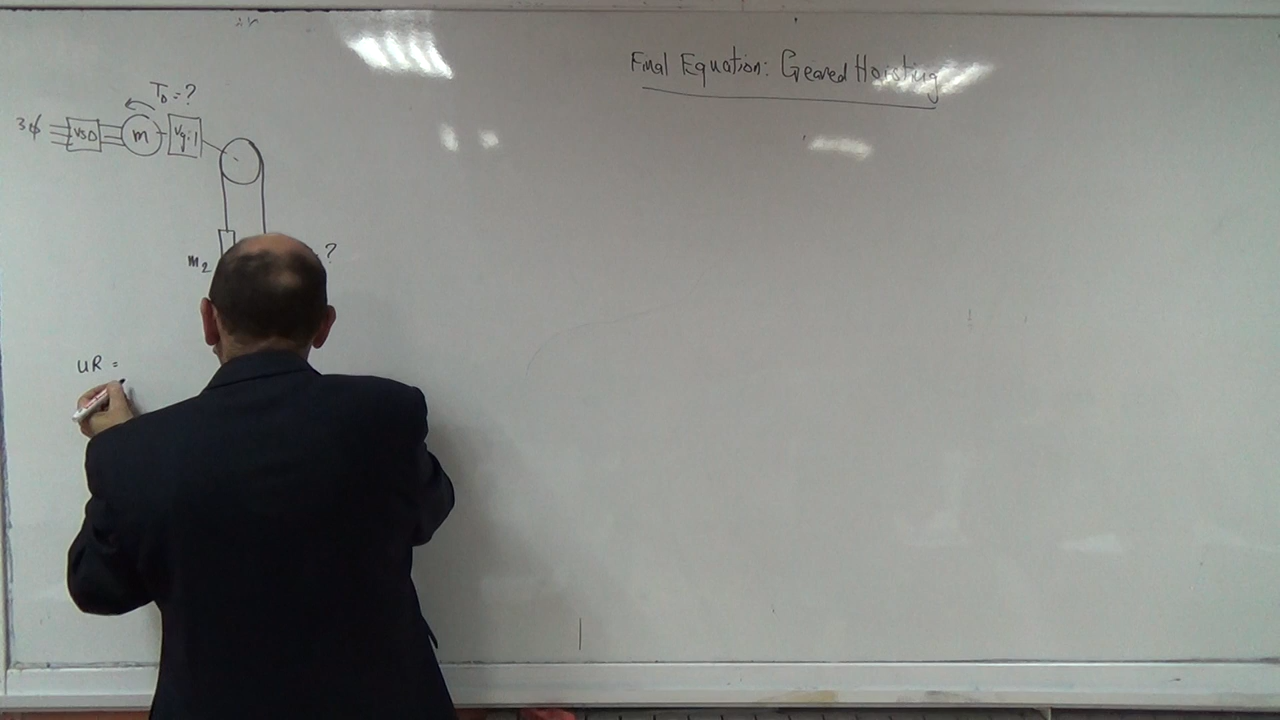 Final Equation: Geared Hoisting
T₀ = ?
3ϕ
VSD
m
Vg:1
m₂
?
UR =